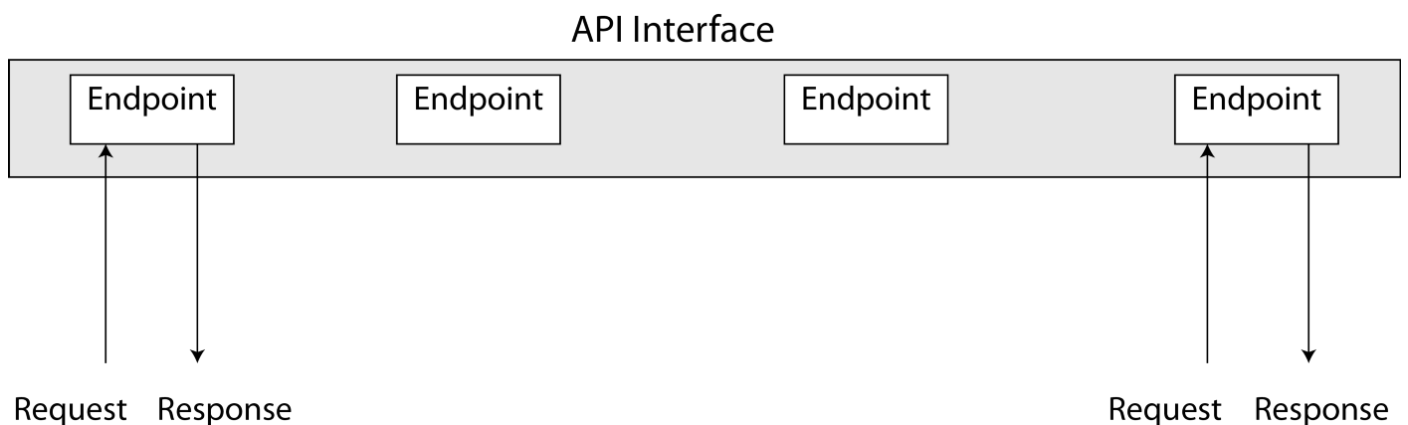 API Interface
Endpoint Endpoint Endpoint Endpoint
Request Response Request Response